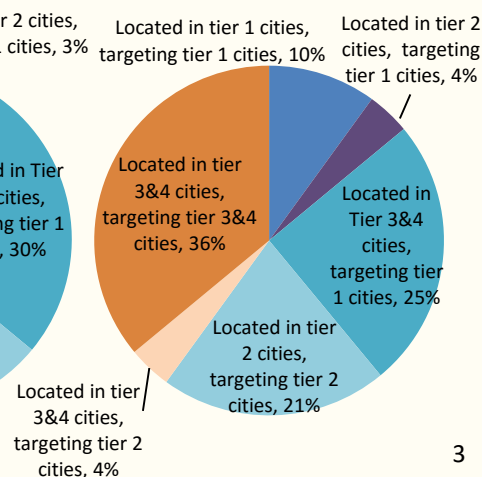 r 2 cities,
cities, 3%
d in Tier
cities,
ng tier 1
, 30%
Located in tier 1 cities,
targeting tier 1 cities, 10%
Located in tier 2
cities, targeting
tier 1 cities, 4%
Located in
Tier 3&4
cities,
targeting tier
1 cities, 25%
Located in tier
2 cities,
targeting tier 2
cities, 21%
Located in tier
3&4 cities,
targeting tier 2
cities, 4%
Located in tier
3&4 cities,
targeting tier 3&4
cities, 36%
3